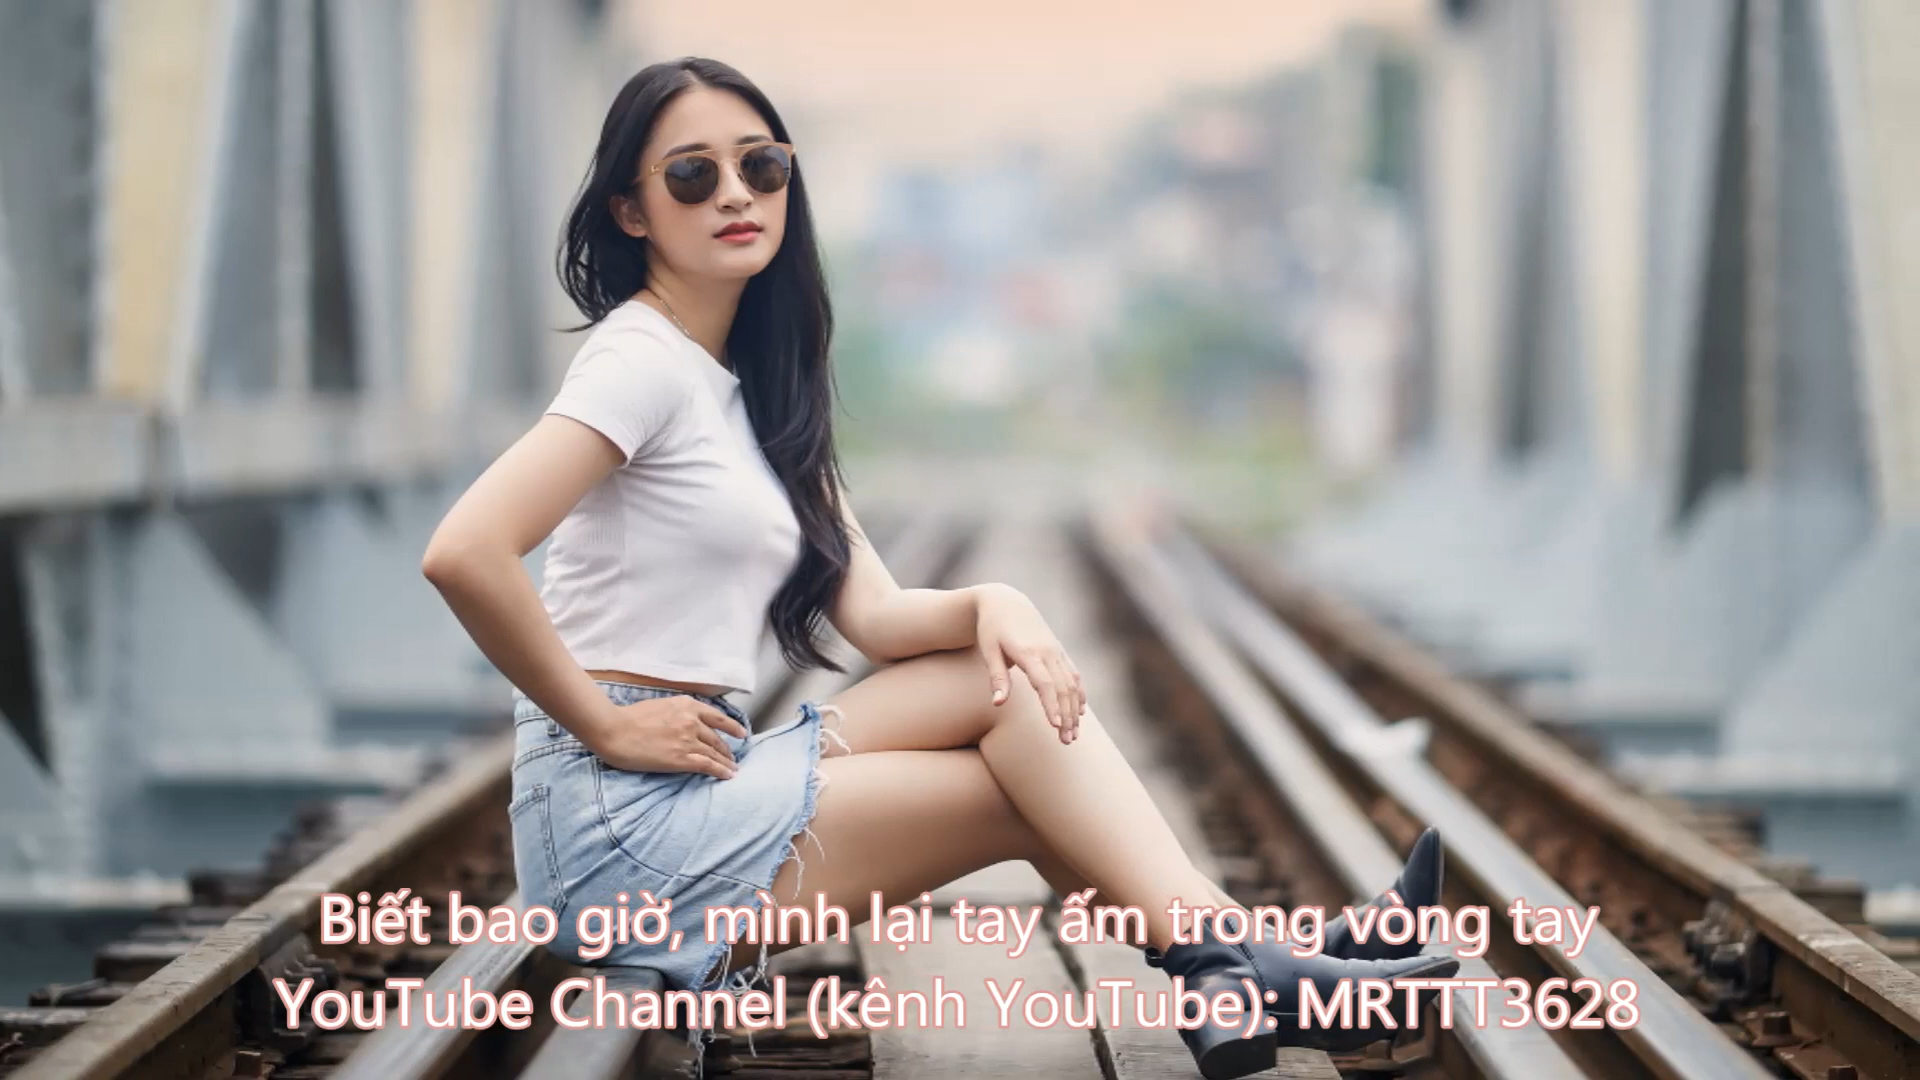 Biết bao giờ, mình lại tay ấm trong vòng tay
YouTube Channel (kênh YouTube): MRTTT3628